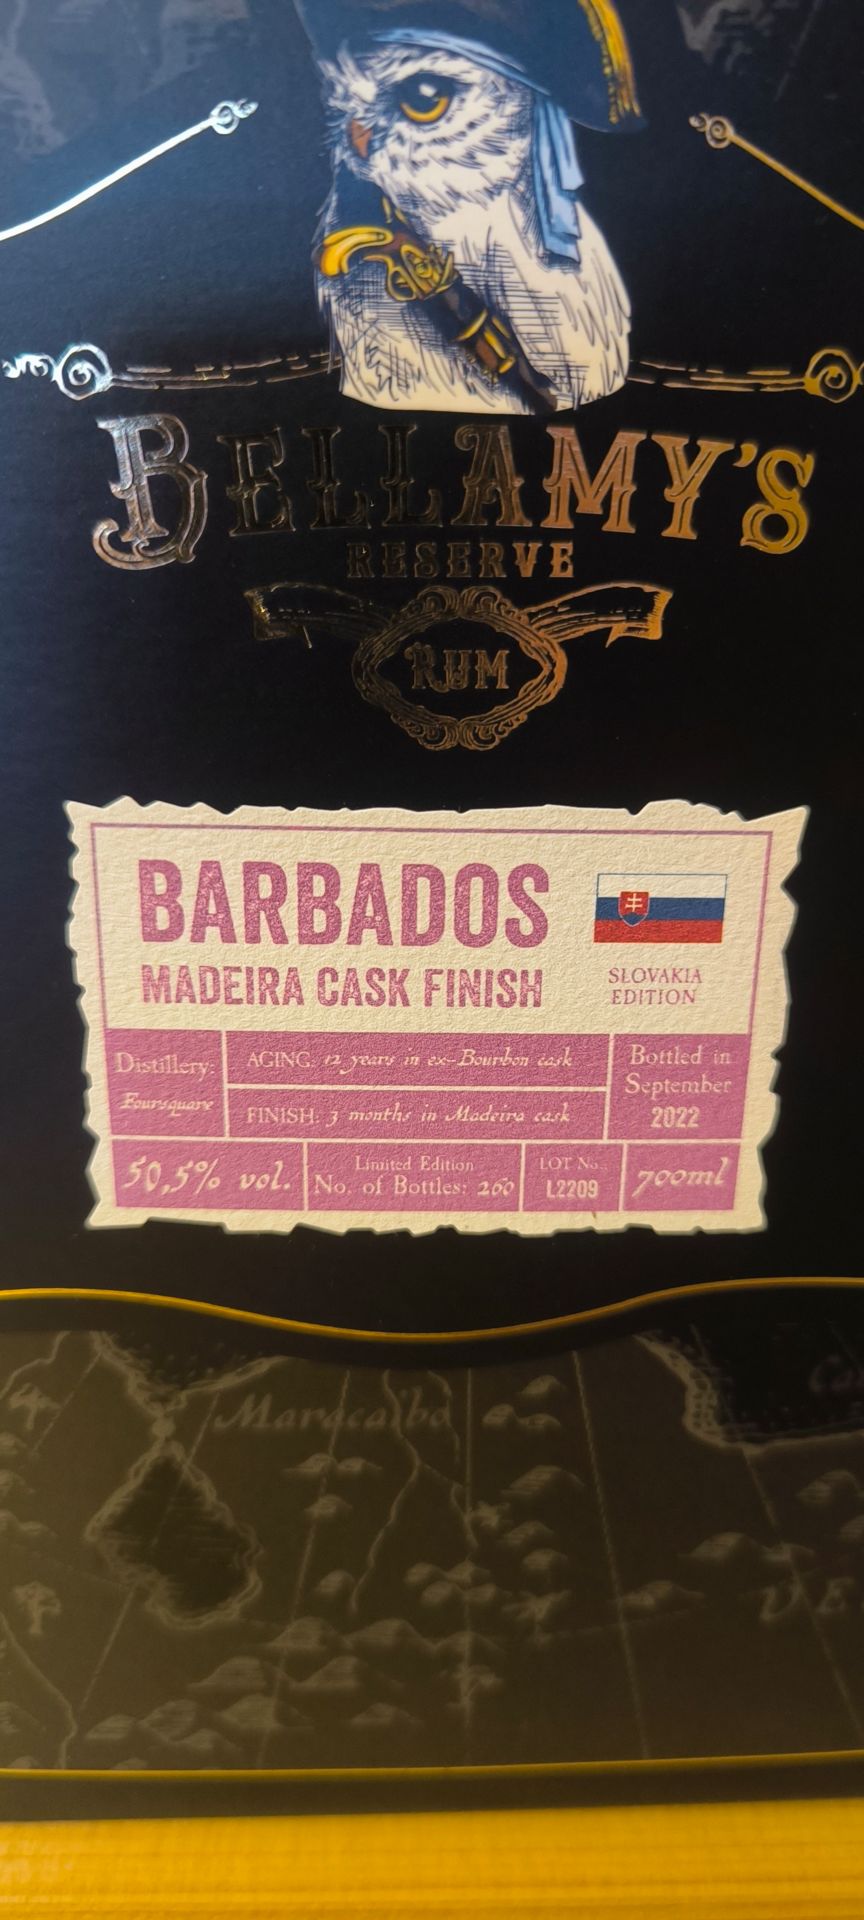 BELLAMY'S
RESERVE
RUM
BARBADOS
MADEIRA CASK FINISH
SLOVAKIA
EDITION
Distillery:
Foursquare
AGING: 12 years in ex-Bourbon cask
FINISH: 3 months in Madeira cask
Bottled in
September
2022
50,5% vol.
Limited Edition
No. of Bottles: 260
LOT No.:
L2209
700ml
Maracaibo